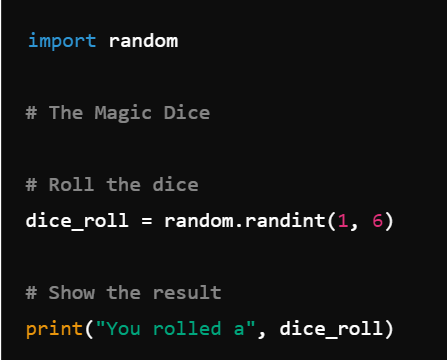 import random
# The Magic Dice
# Roll the dice
dice_roll = random.randint(1, 6)
# Show the result
print("You rolled a", dice_roll)